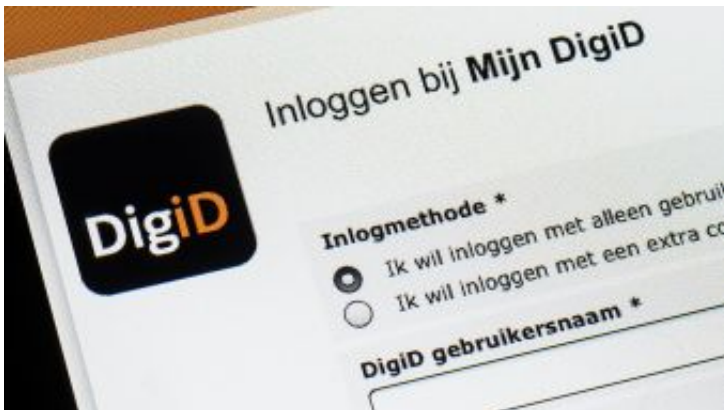 Inloggen bij Mijn DigiD
DigiD
Inlogmethode *
Ik wil inloggen met alleen
Ik wil inloggen met een extra
DigiD gebruikersnaam *